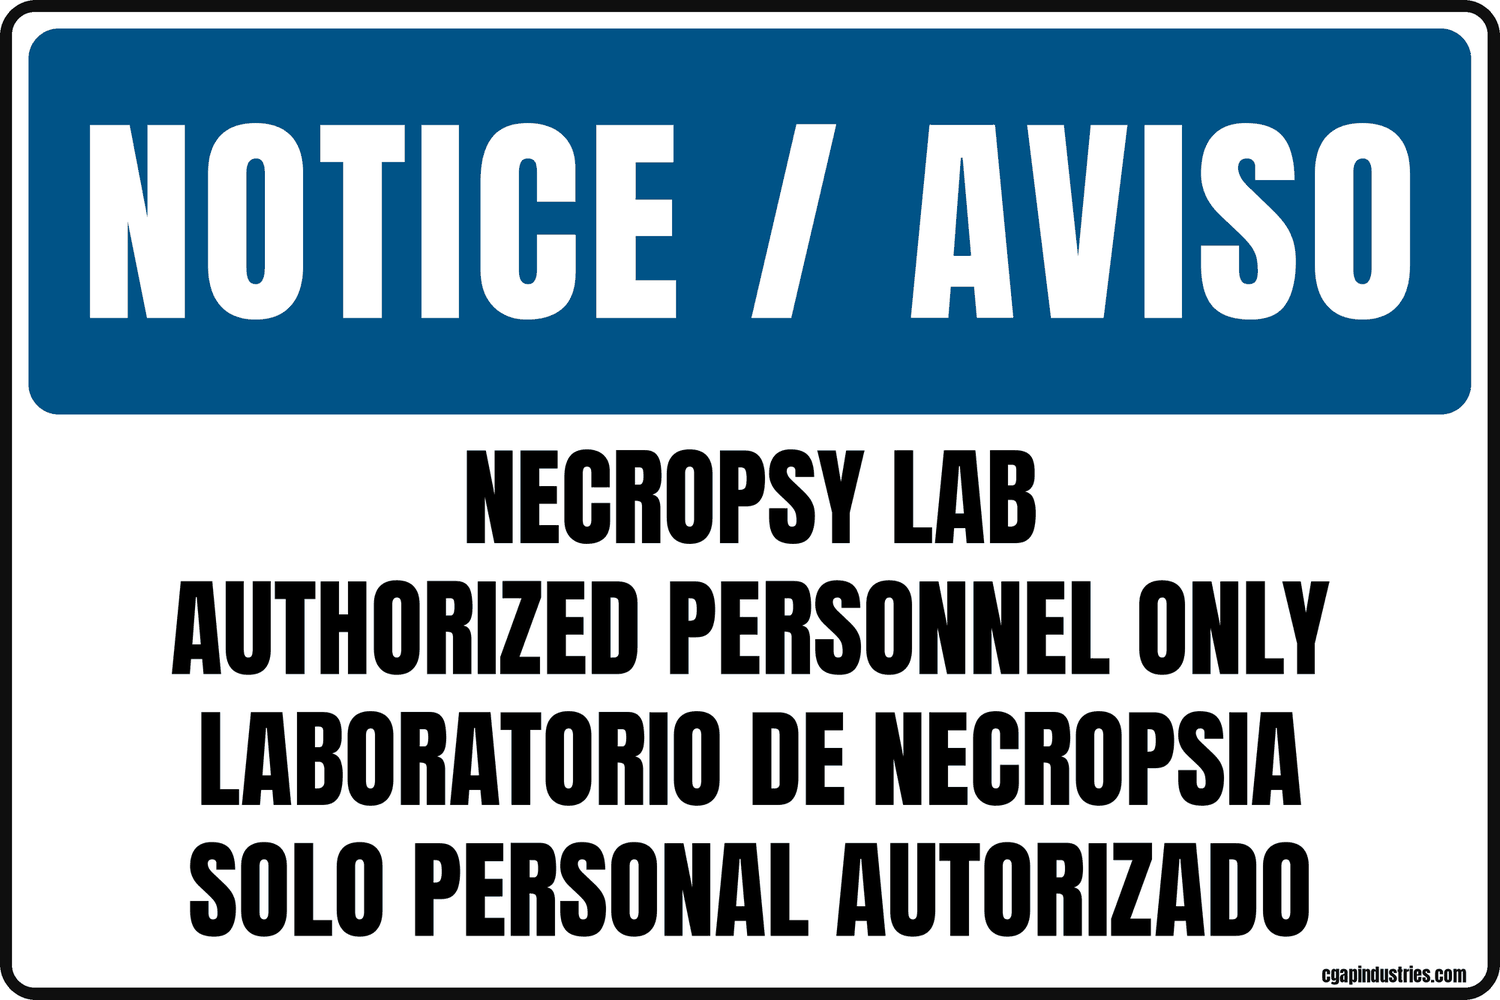 NOTICE / AVISO
NECROPSY LAB
AUTHORIZED PERSONNEL ONLY
LABORATORIO DE NECROPSIA
SOLO PERSONAL AUTORIZADO
cgapindustries.com